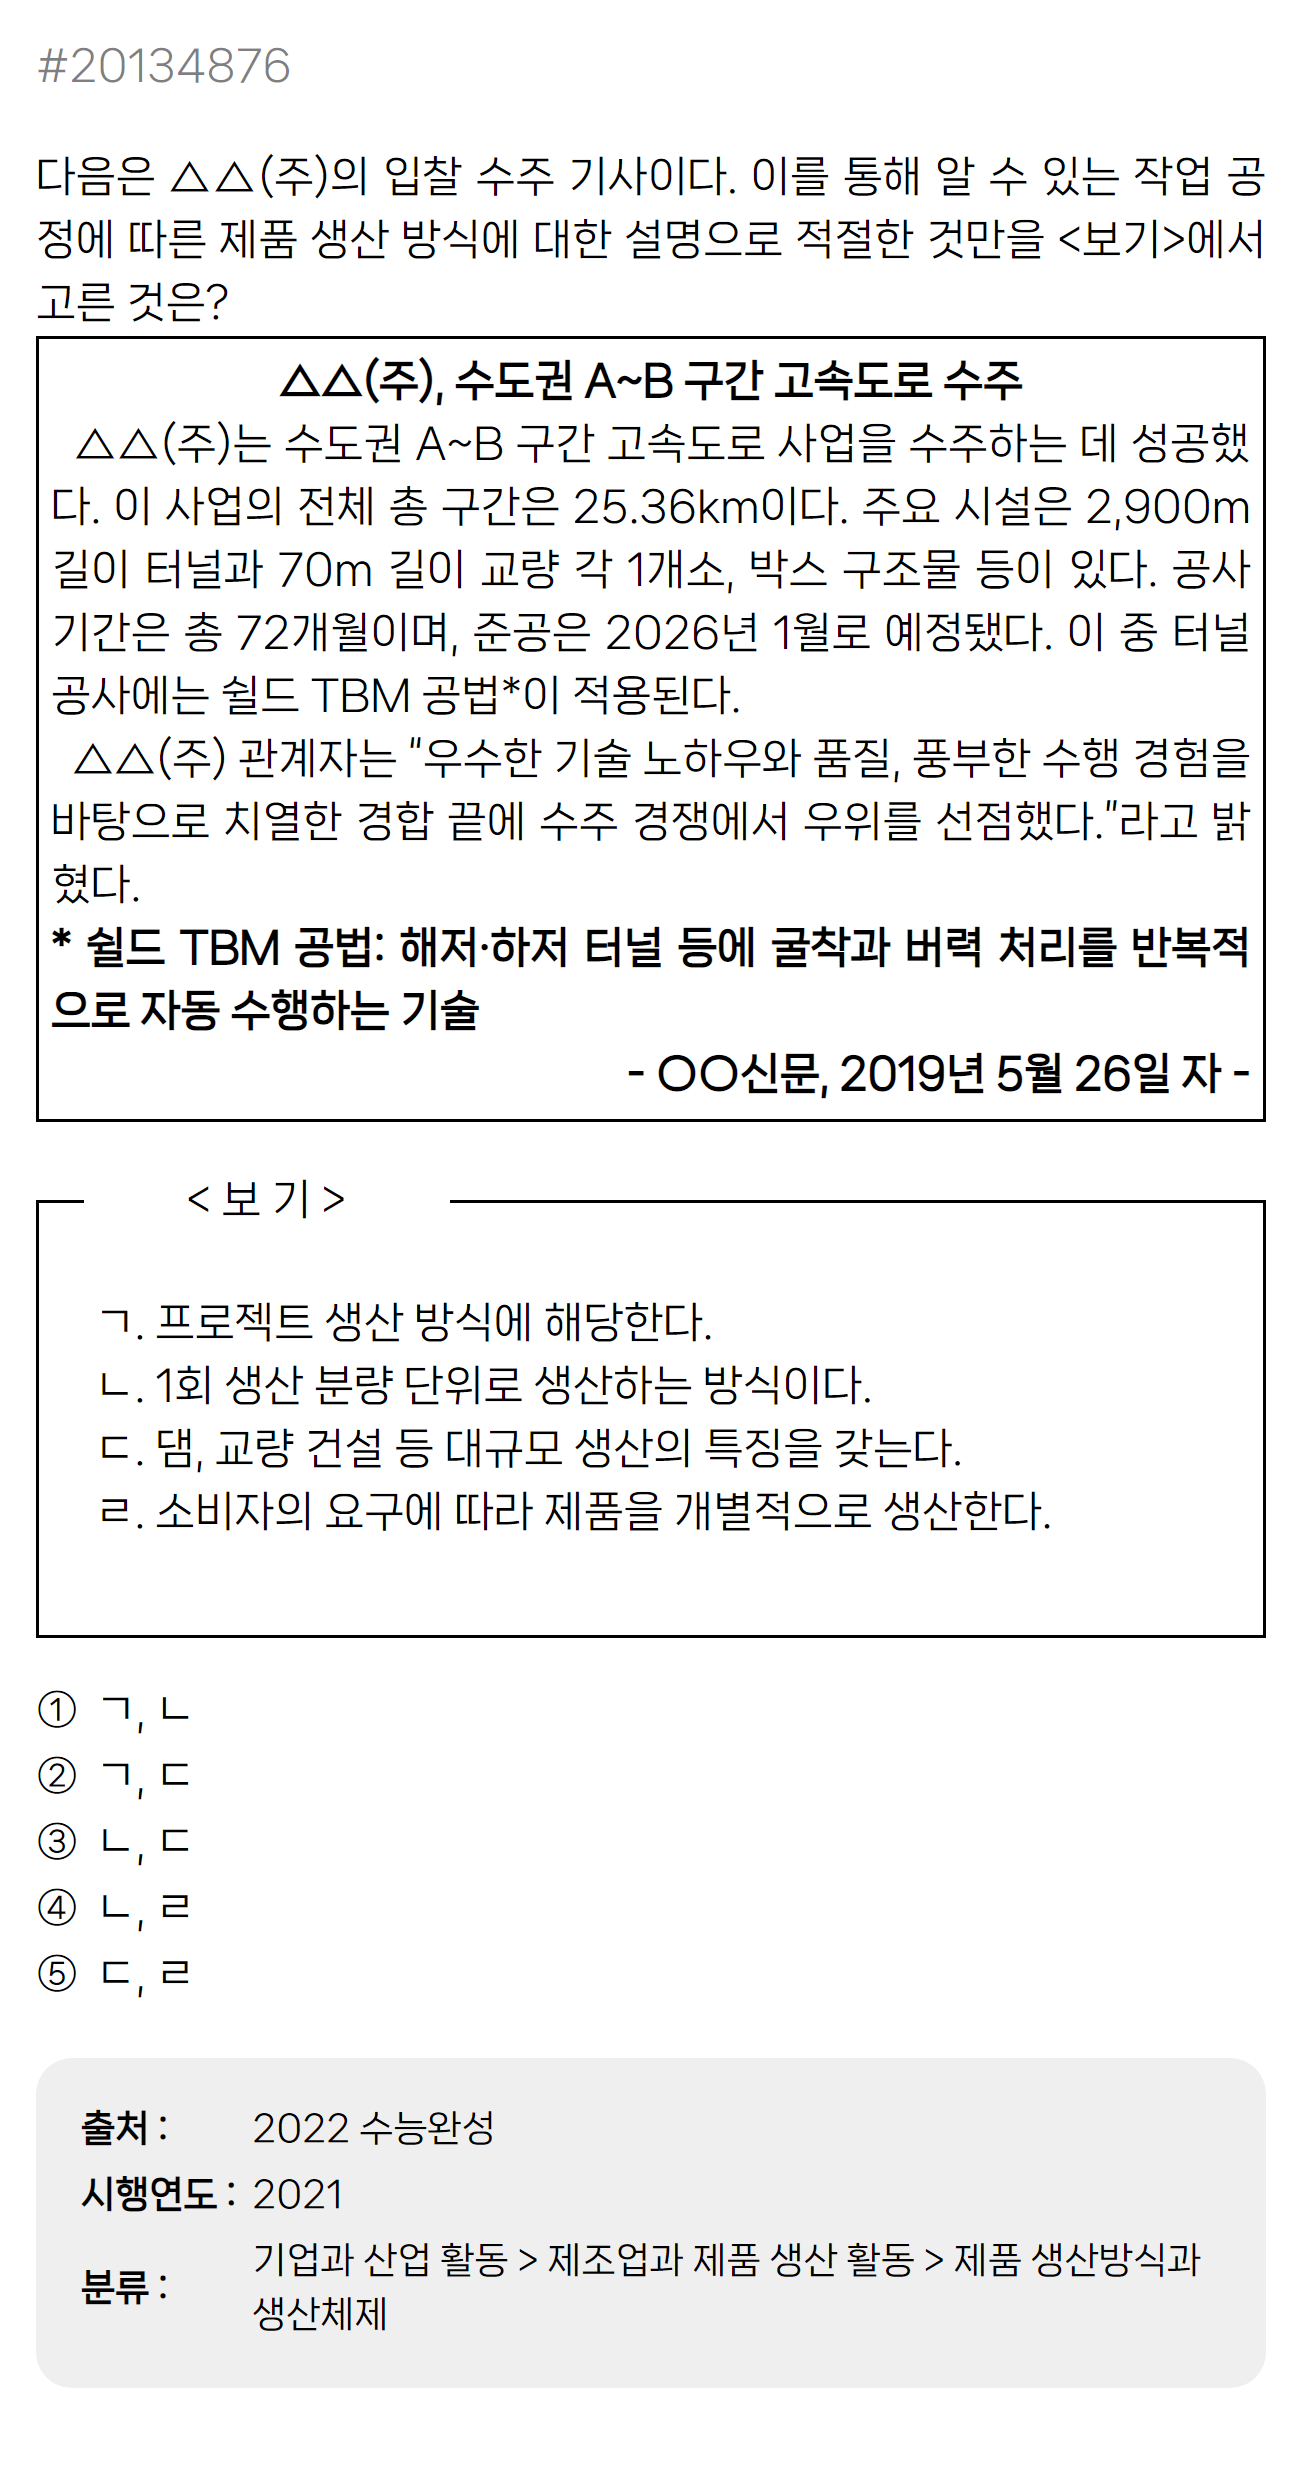 #20134876
다음은 △△(주)의 입찰 수주 기사이다. 이를 통해 알 수 있는 작업 공
정에 따른 제품 생산 방식에 대한 설명으로 적절한 것만을 <보기>에서
고른 것은?
△△(주), 수도권 A~B 구간 고속도로 수주
△△(주)는 수도권 A~B 구간 고속도로 사업을 수주하는 데 성공했
다. 이 사업의 전체 총 구간은 25.36km이다. 주요 시설은 2,900m
길이 터널과 70m 길이 교량 각 1개소, 박스 구조물 등이 있다. 공사
기간은 총 72개월이며, 준공은 2026년 1월로 예정됐다. 이 중 터널
공사에는 쉴드 TBM 공법*이 적용된다.
△△(주) 관계자는 "우수한 기술 노하우와 품질, 풍부한 수행 경험을
바탕으로 치열한 경합 끝에 수주 경쟁에서 우위를 선점했다."라고 밝
혔다.
* 쉴드 TBM 공법: 해저·하저 터널 등에 굴착과 버력 처리를 반복적
으로 자동 수행하는 기술
- ○○신문, 2019년 5월 26일 자 -
< 보 기 >
ㄱ. 프로젝트 생산 방식에 해당한다.
ㄴ. 1회 생산 분량 단위로 생산하는 방식이다.
ㄷ. 댐, 교량 건설 등 대규모 생산의 특징을 갖는다.
ㄹ. 소비자의 요구에 따라 제품을 개별적으로 생산한다.
① ㄱ, ㄴ
② ㄱ, ㄷ
③ ㄴ, ㄷ
④ ㄴ, ㄹ
⑤ ㄷ, ㄹ
출처 : 2022 수능완성
시행연도 : 2021
분류 : 기업과 산업 활동 > 제조업과 제품 생산 활동 > 제품 생산방식과
생산체제